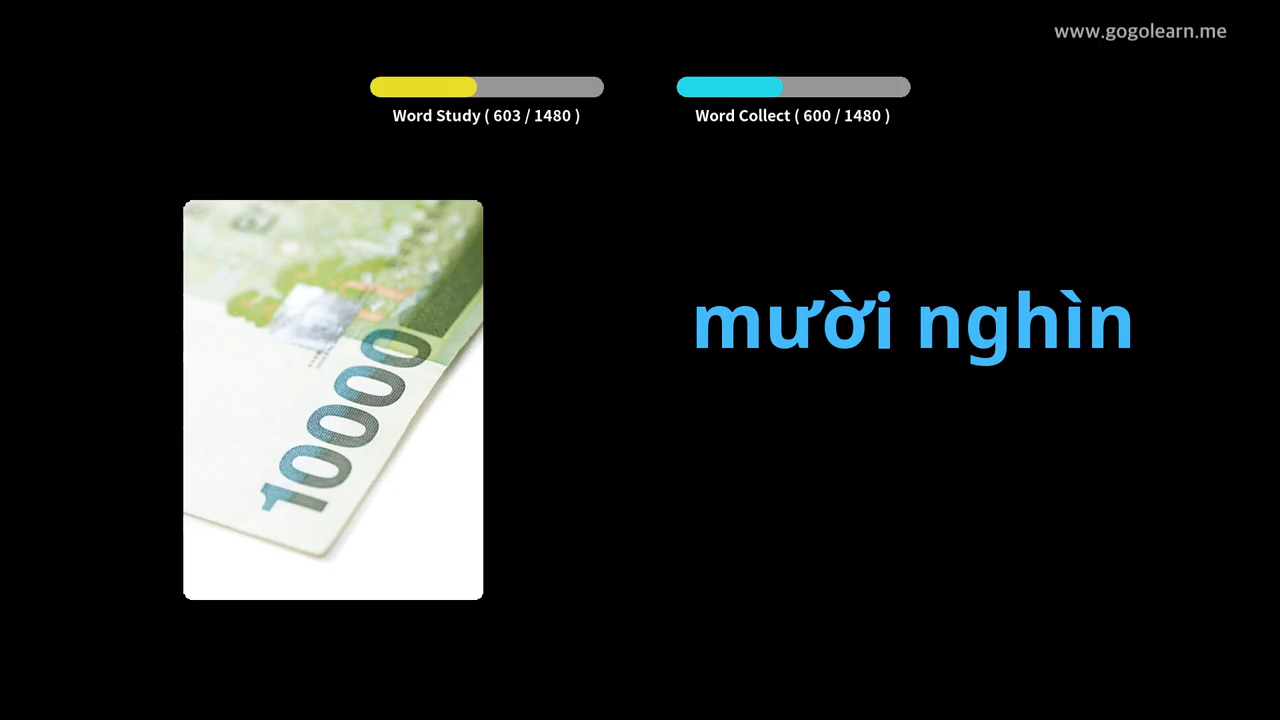 www.gogolearn.me
Word Study ( 603 / 1480 )
Word Collect ( 600 / 1480 )
mười nghìn
10000